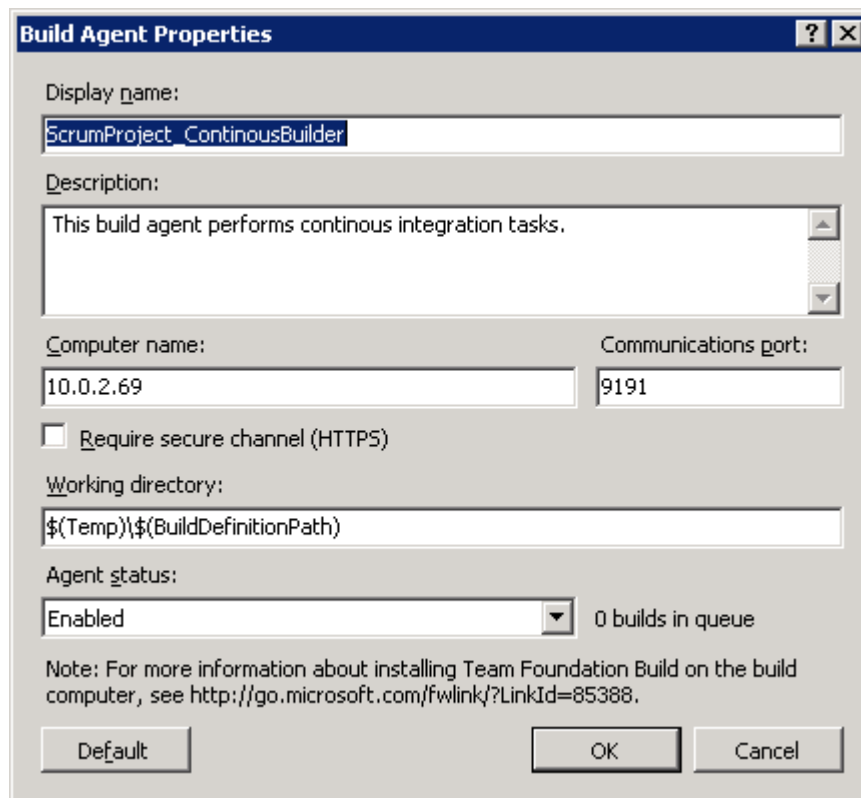 Build Agent Properties
Display name:
ScrumProject_ContinousBuilder
Description:
This build agent performs continous integration tasks.
Computer name: Communications port:
10.0.2.69 9191
Require secure channel (HTTPS)
Working directory:
$(Temp)\$(BuildDefinitionPath)
Agent status:
Enabled 0 builds in queue
Note: For more information about installing Team Foundation Build on the build
computer, see http://go.microsoft.com/fwlink/?LinkId=85388.
Default OK Cancel